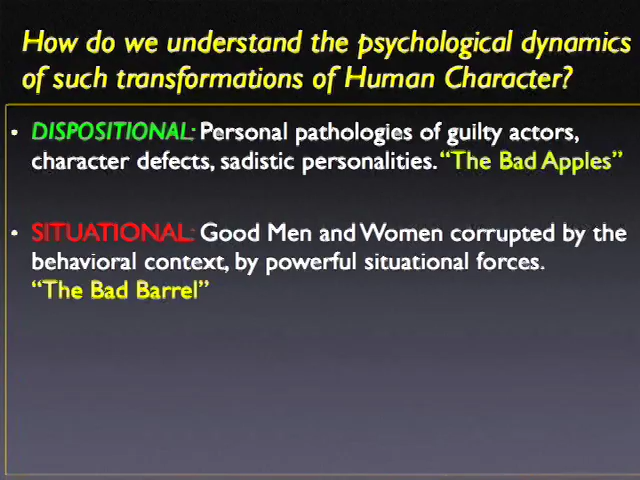 How do we understand the psychological dynamics
of such transformations of Human Character?
• DISPOSITIONAL: Personal pathologies of guilty actors,
character defects, sadistic personalities. “The Bad Apples”
• SITUATIONAL: Good Men and Women corrupted by the
behavioral context, by powerful situational forces.
“The Bad Barrel”